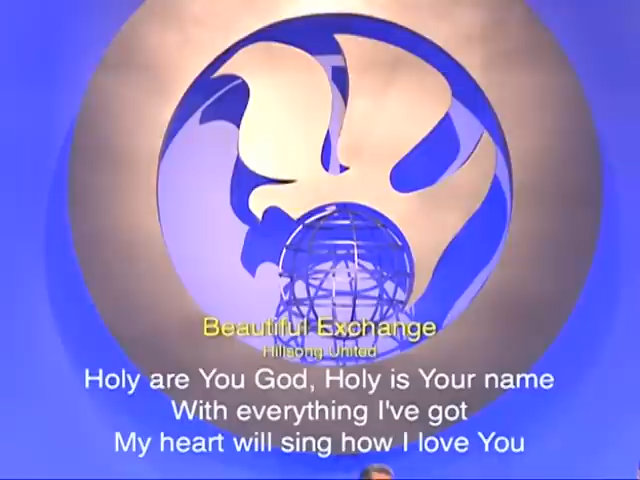 Beautiful Exchange
Hillsong United
Holy are You God, Holy is Your name
With everything I've got
My heart will sing how I love You